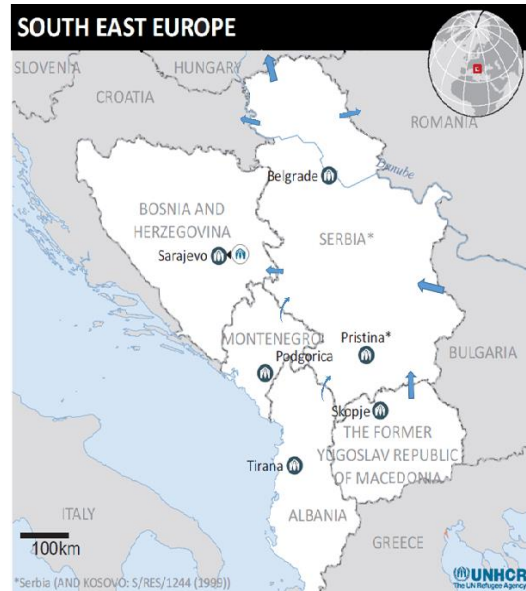 SOUTH EAST EUROPE
SLOVENIA
HUNGARY
CROATIA
ROMANIA
Danube
Belgrade
BOSNIA AND
HERZEGOVINA
SERBIA*
Sarajevo
MONTENEGRO
Pristina*
Podgorica
BULGARIA
Skopje
THE FORMER
YUGOSLAV REPUBLIC
OF MACEDONIA
Tirana
ALBANIA
ITALY
GREECE
100km
*Serbia (AND KOSOVO: S/RES/1244 (1999))
UNHCR
The UN Refugee Agency